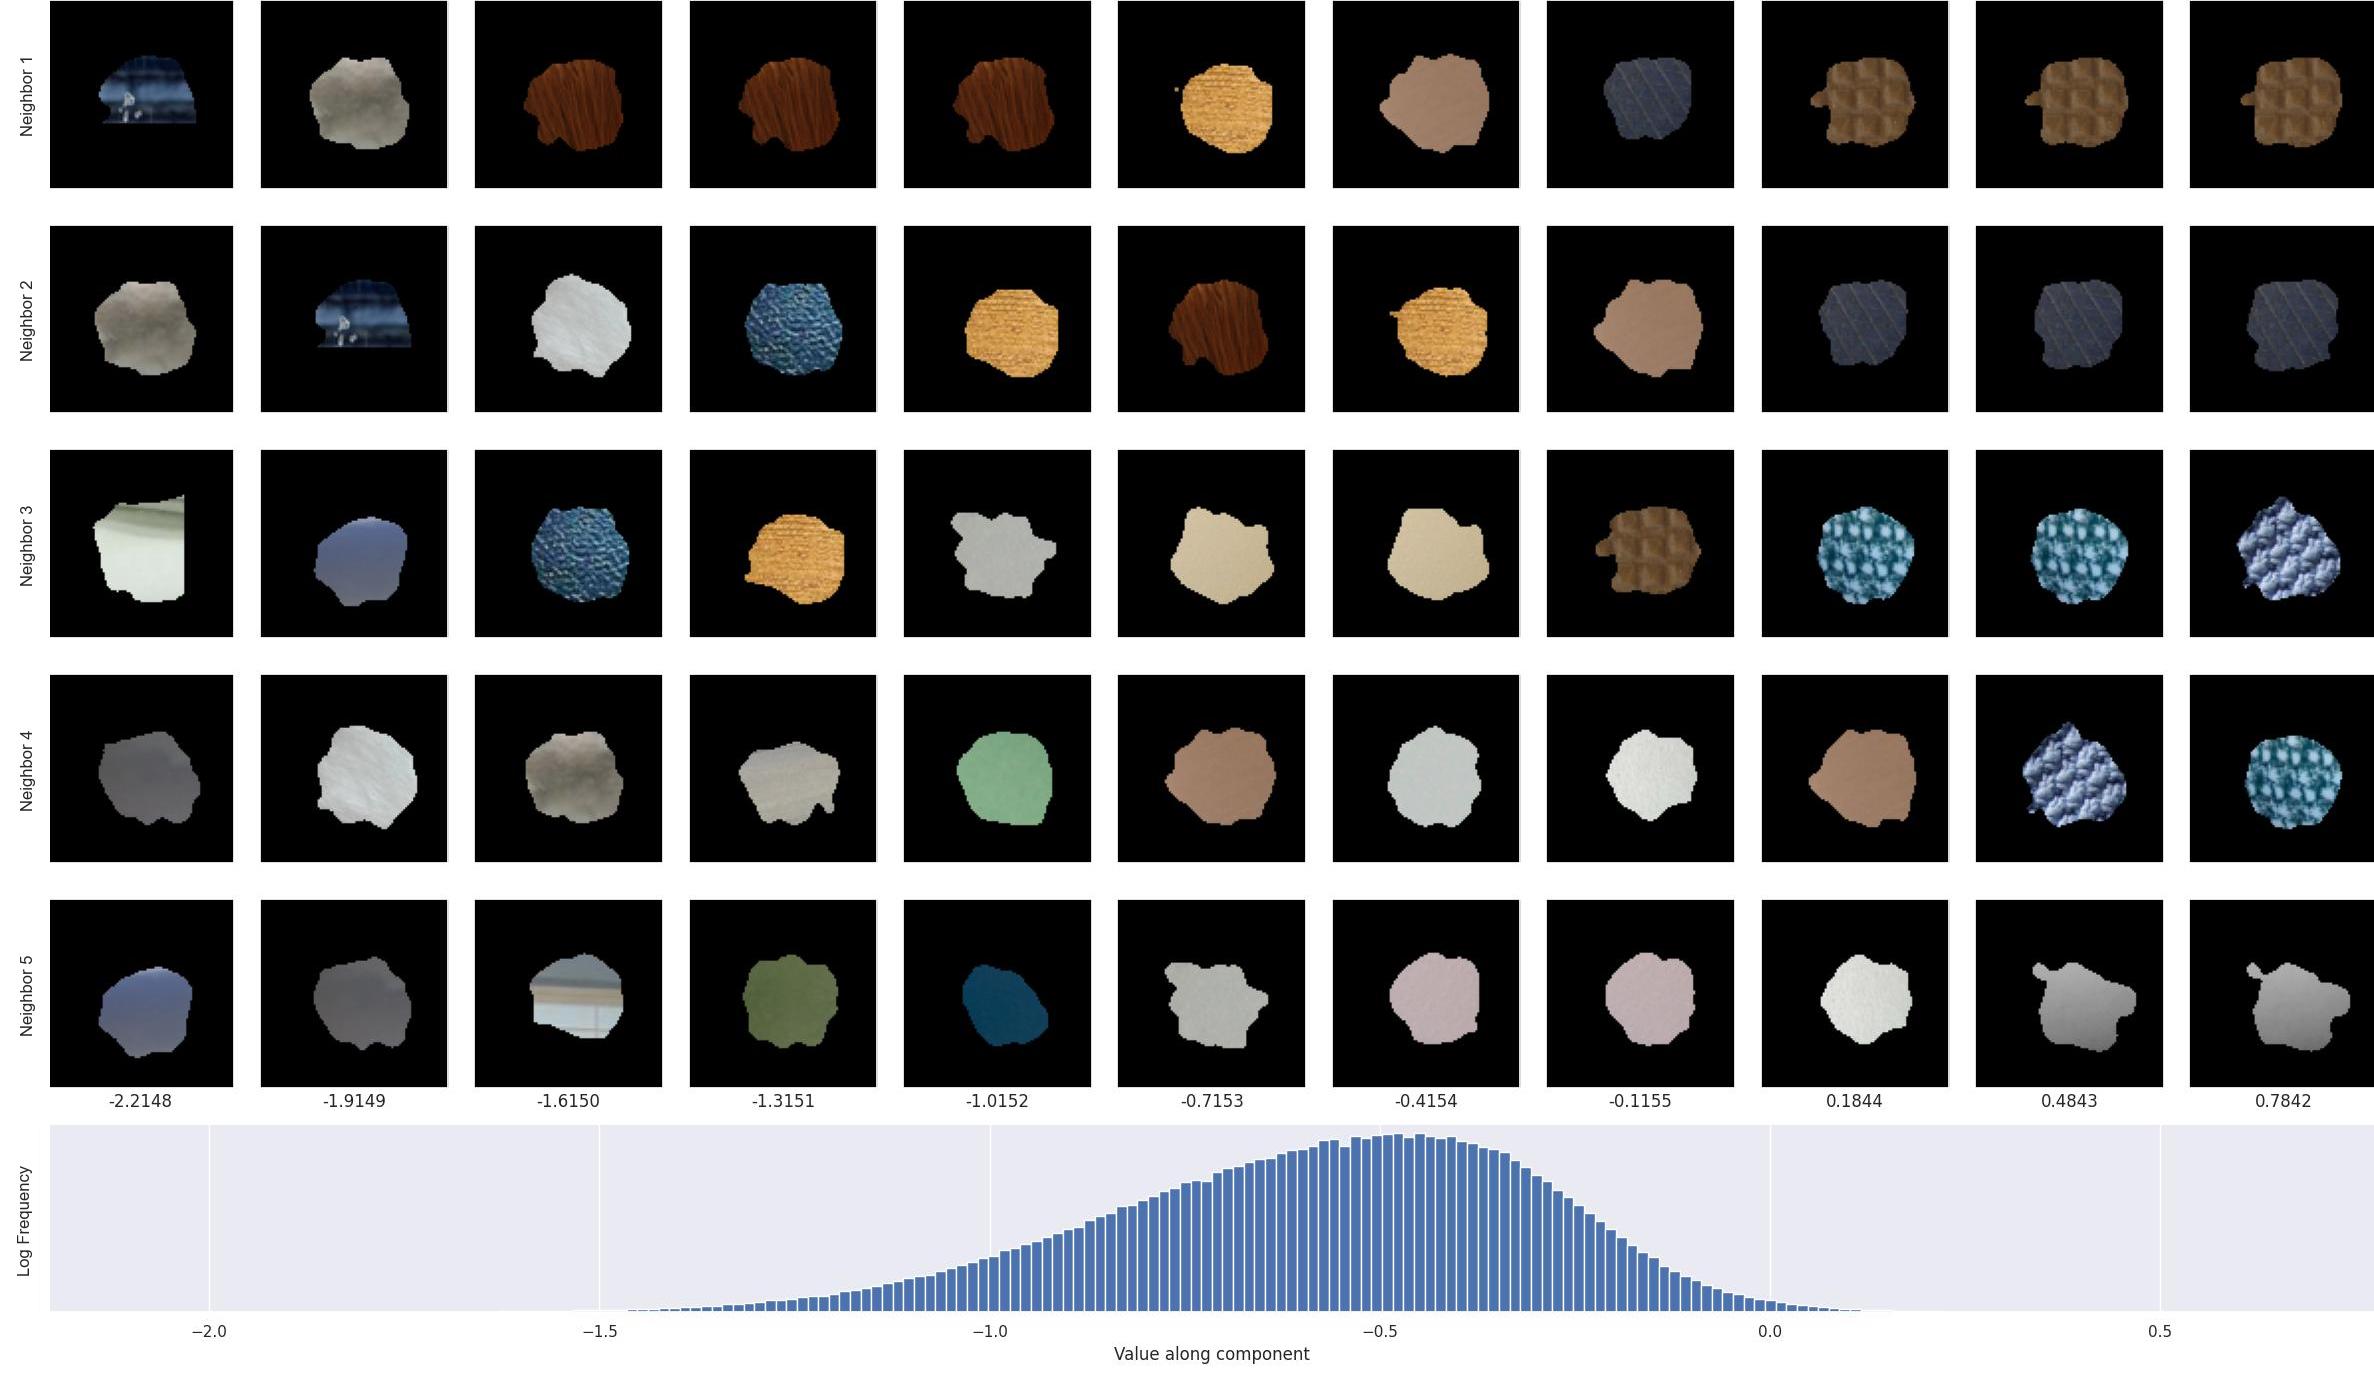 Neighbor 1
Neighbor 2
Neighbor 3
Neighbor 4
Neighbor 5
-2.2148 -1.9149 -1.6150 -1.3151 -1.0152 -0.7153 -0.4154 -0.1155 0.1844 0.4843 0.7842
Log Frequency
−2.0 −1.5 −1.0 −0.5 0.0 0.5
Value along component